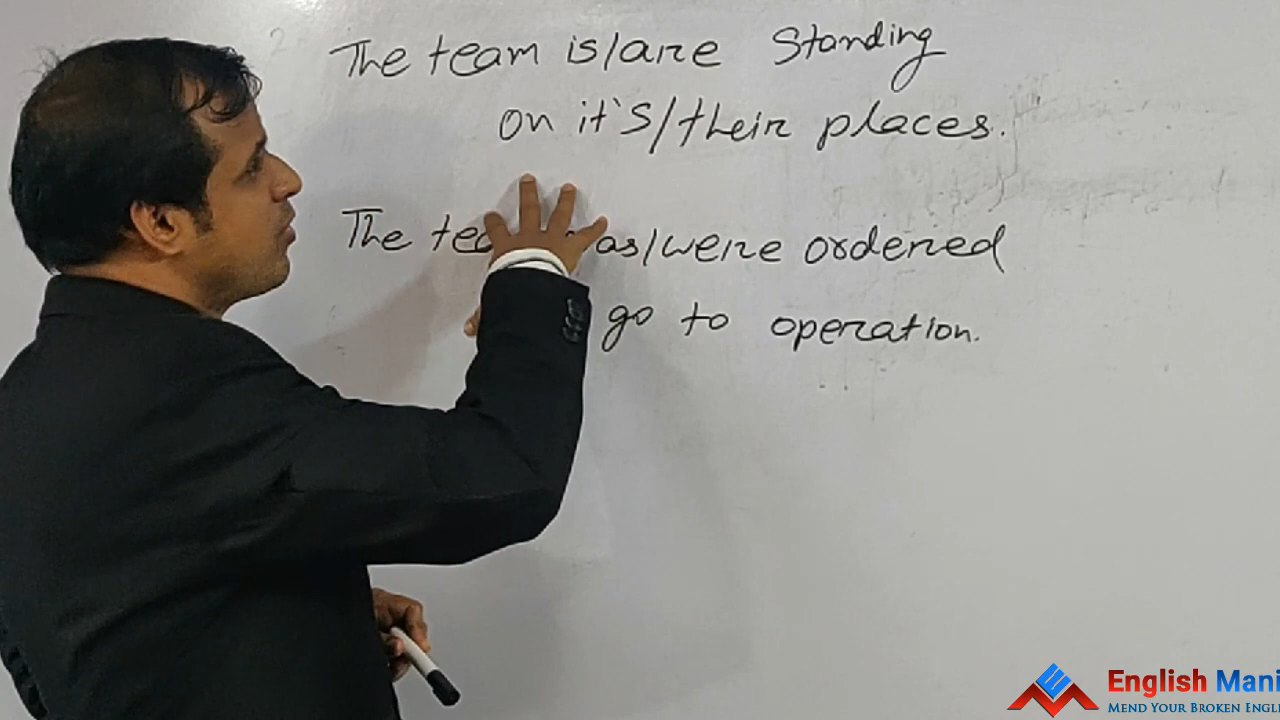 The team is/are Standing
on it's/their places.
The tea as/were ordered
go to operation.
English Mani
MEND YOUR BROKEN ENGL